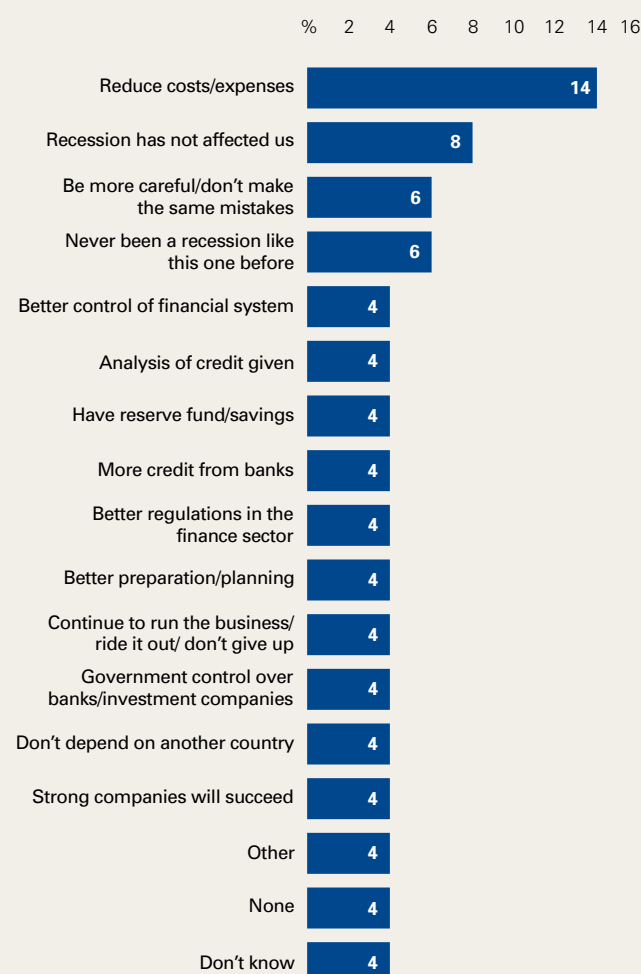 % 2 4 6 8 10 12 14 16
Reduce costs/expenses 14
Recession has not affected us 8
Be more careful/don't make
the same mistakes 6
Never been a recession like
this one before 6
Better control of financial system 4
Analysis of credit given 4
Have reserve fund/savings 4
More credit from banks 4
Better regulations in the
finance sector 4
Better preparation/planning 4
Continue to run the business/
ride it out/ don't give up 4
Government control over
banks/investment companies 4
Don't depend on another country 4
Strong companies will succeed 4
Other 4
None 4
Don't know 4